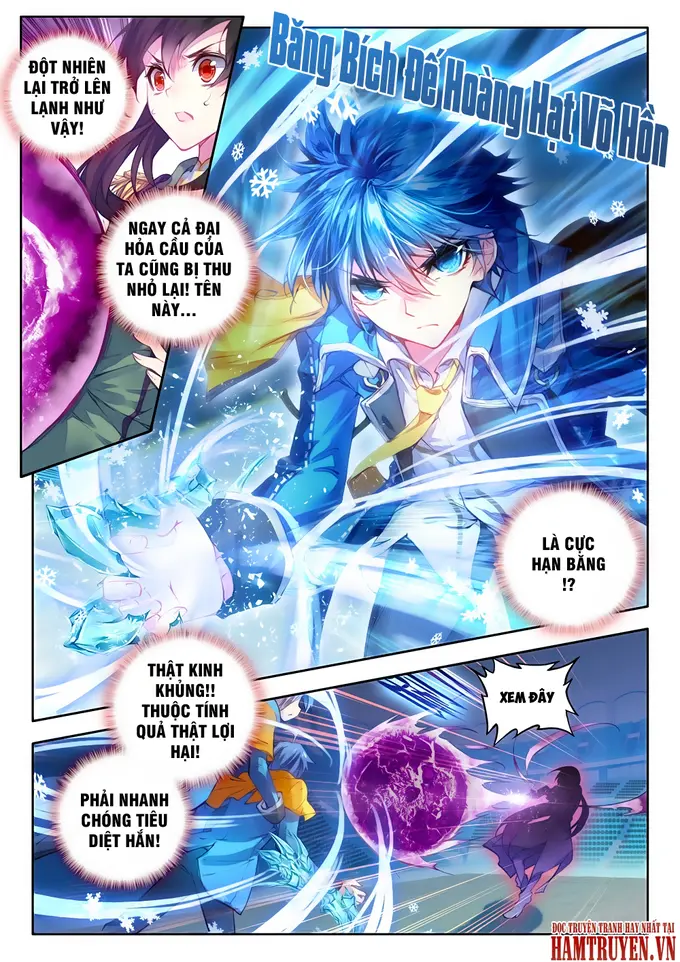 Băng Bích Đế Hoàng Hạt Võ Hồn
ĐỘT NHIÊN
LẠI TRỞ LÊN
LẠNH NHƯ
VẬY!
NGAY CẢ ĐẠI
HỎA CẦU CỦA
TA CŨNG BỊ THU
NHỎ LẠI! TÊN
NÀY...
LÀ CỰC
HẠN BĂNG
!?
THẬT KINH
KHỦNG!!
THUỘC TÍNH
QUẢ THẬT LỢI
HẠI!
XEM ĐÂY
PHẢI NHANH
CHÓNG TIÊU
DIỆT HẮN!
ĐỌC TRUYỆN TRANH HAY NHẤT TẠI
HAMTRUYEN.VN